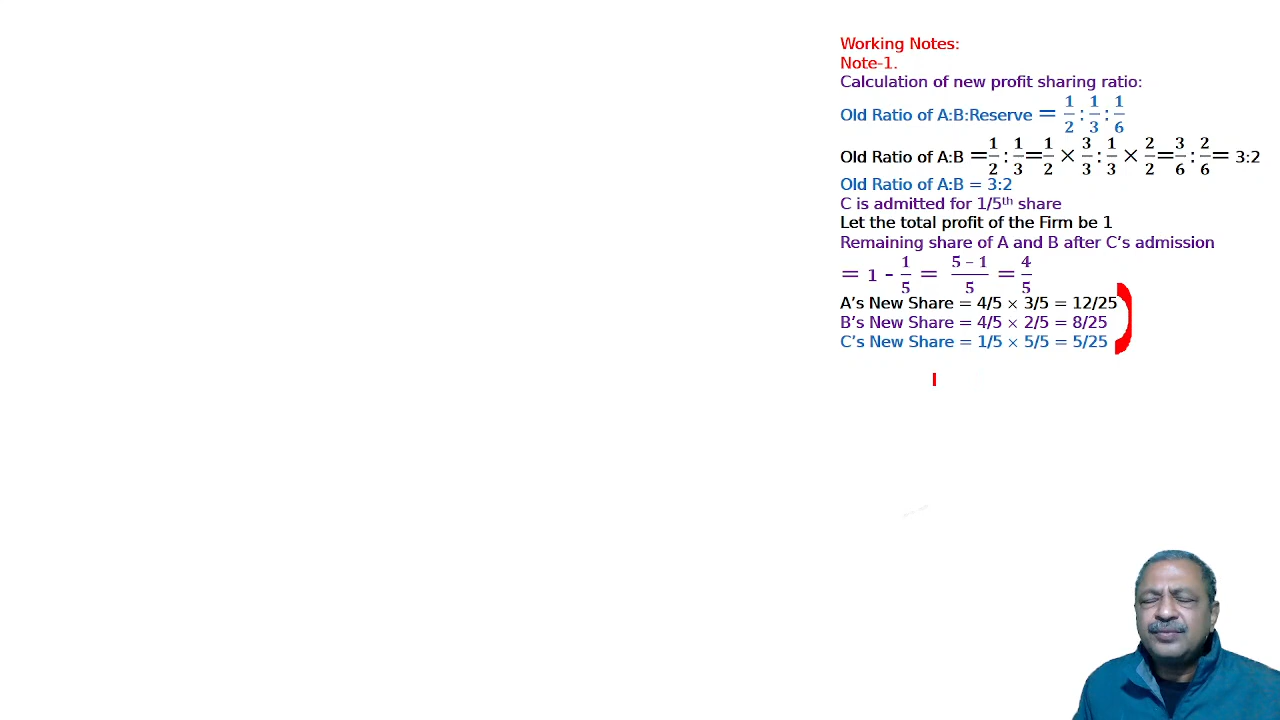 Working Notes:
Note-1.
Calculation of new profit sharing ratio:
Old Ratio of A:B:Reserve = 1/2 : 1/3 : 1/6
Old Ratio of A:B = 1/2 : 1/3 = 1/2 × 3/3 : 1/3 × 2/2 = 3/6 : 2/6 = 3:2
Old Ratio of A:B = 3:2
C is admitted for 1/5th share
Let the total profit of the Firm be 1
Remaining share of A and B after C’s admission
= 1 - 1/5 = 5 – 1/5 = 4/5
A’s New Share = 4/5 × 3/5 = 12/25
B’s New Share = 4/5 × 2/5 = 8/25
C’s New Share = 1/5 × 5/5 = 5/25